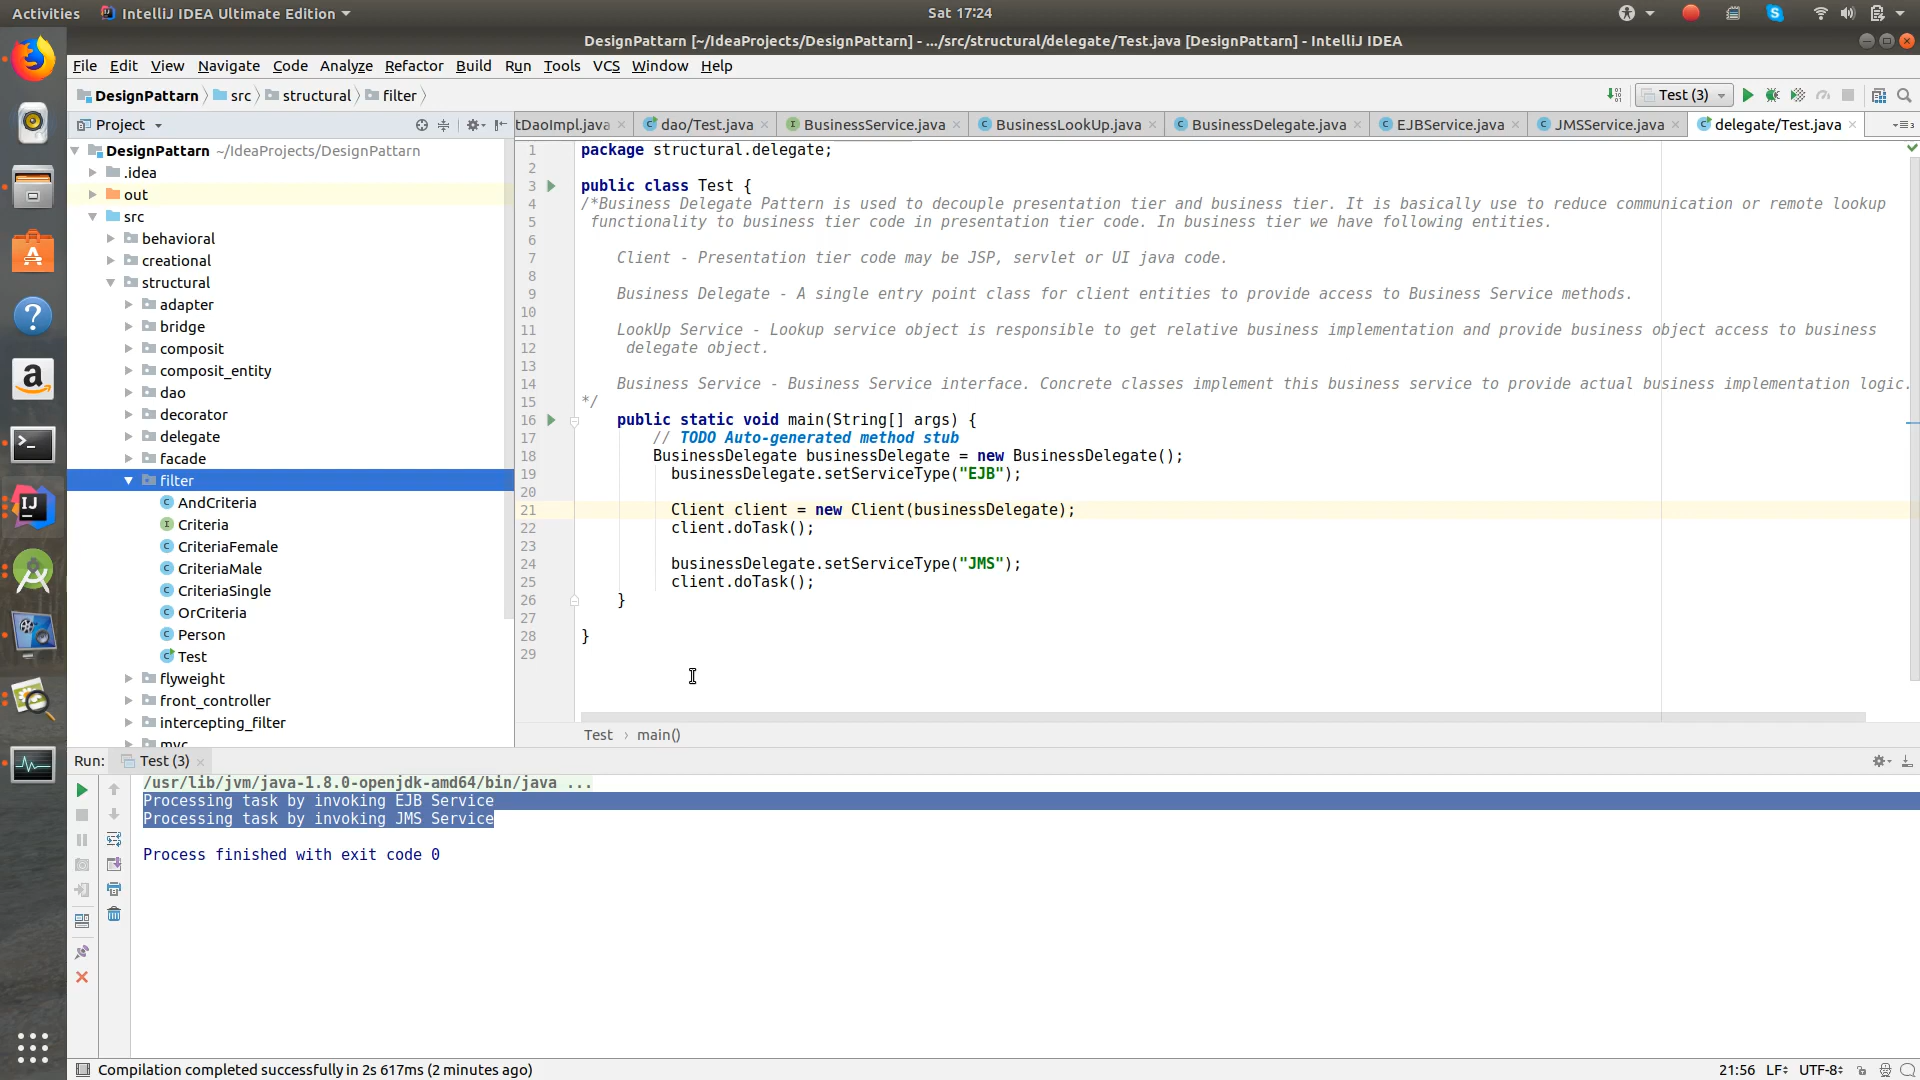 Activities
IntelliJ IDEA Ultimate Edition
Sat 17:24
DesignPattarn [~/IdeaProjects/DesignPattarn] - .../src/structural/delegate/Test.java [DesignPattarn] - IntelliJ IDEA
File Edit View Navigate Code Analyze Refactor Build Run Tools VCS Window Help
DesignPattarn src structural filter
Test (3)
Project
tDaoImpl.java dao/Test.java BusinessService.java BusinessLookUp.java BusinessDelegate.java EJBService.java JMSService.java delegate/Test.java
DesignPattarn ~/IdeaProjects/DesignPattarn
.idea
out
src
behavioral
creational
structural
adapter
bridge
composit
composit_entity
dao
decorator
delegate
facade
filter
AndCriteria
Criteria
CriteriaFemale
CriteriaMale
CriteriaSingle
OrCriteria
Person
Test
flyweight
front_controller
intercepting_filter
mvc
1 package structural.delegate;
2
3 public class Test {
4 /*Business Delegate Pattern is used to decouple presentation tier and business tier. It is basically use to reduce communication or remote lookup
5 functionality to business tier code in presentation tier code. In business tier we have following entities.
6
7 Client - Presentation tier code may be JSP, servlet or UI java code.
8
9 Business Delegate - A single entry point class for client entities to provide access to Business Service methods.
10
11 LookUp Service - Lookup service object is responsible to get relative business implementation and provide business object access to business
12 delegate object.
13
14 Business Service - Business Service interface. Concrete classes implement this business service to provide actual business implementation logic.
15 */
16 public static void main(String[] args) {
17 // TODO Auto-generated method stub
18 BusinessDelegate businessDelegate = new BusinessDelegate();
19 businessDelegate.setServiceType("EJB");
20
21 Client client = new Client(businessDelegate);
22 client.doTask();
23
24 businessDelegate.setServiceType("JMS");
25 client.doTask();
26 }
27
28 }
29
Test › main()
Run: Test (3)
/usr/lib/jvm/java-1.8.0-openjdk-amd64/bin/java ...
Processing task by invoking EJB Service
Processing task by invoking JMS Service
Process finished with exit code 0
Compilation completed successfully in 2s 617ms (2 minutes ago)
21:56 LF UTF-8